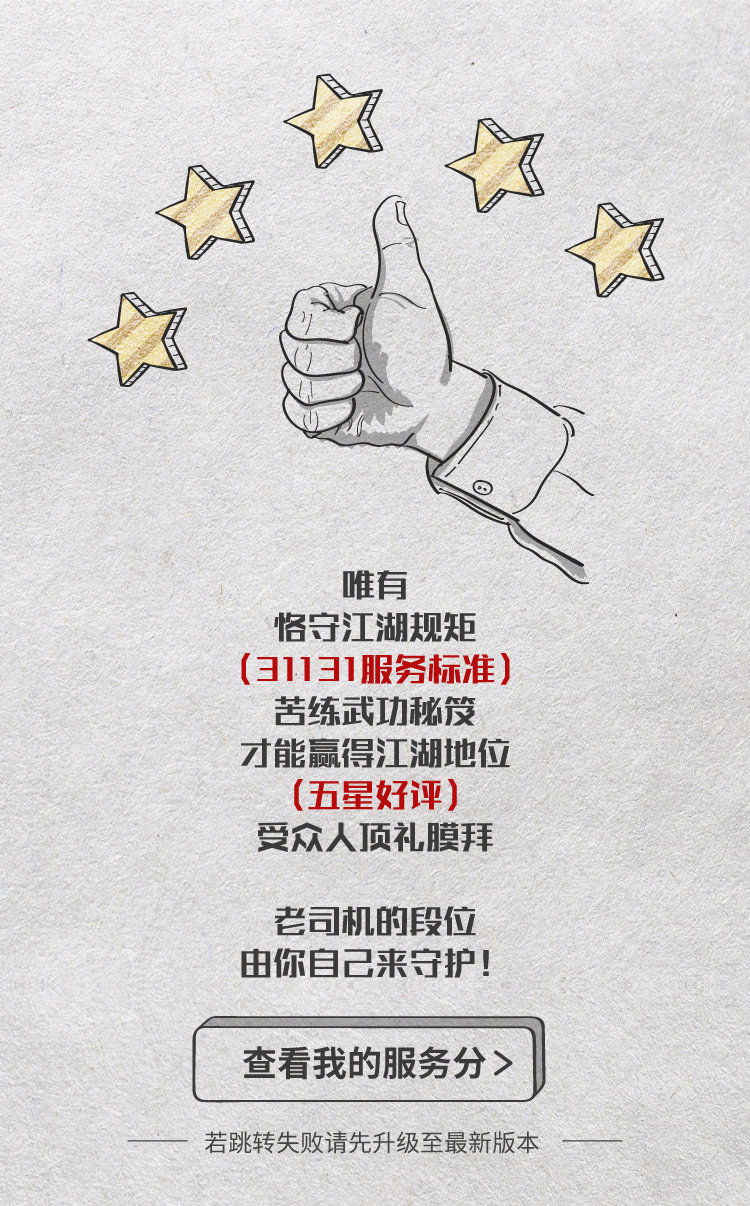 唯有
恪守江湖规矩
（31131服务标准）
苦练武功秘笈
才能赢得江湖地位
（五星好评）
受众人顶礼膜拜
老司机的段位
由你自己来守护！
查看我的服务分>
若跳转失败请先升级至最新版本